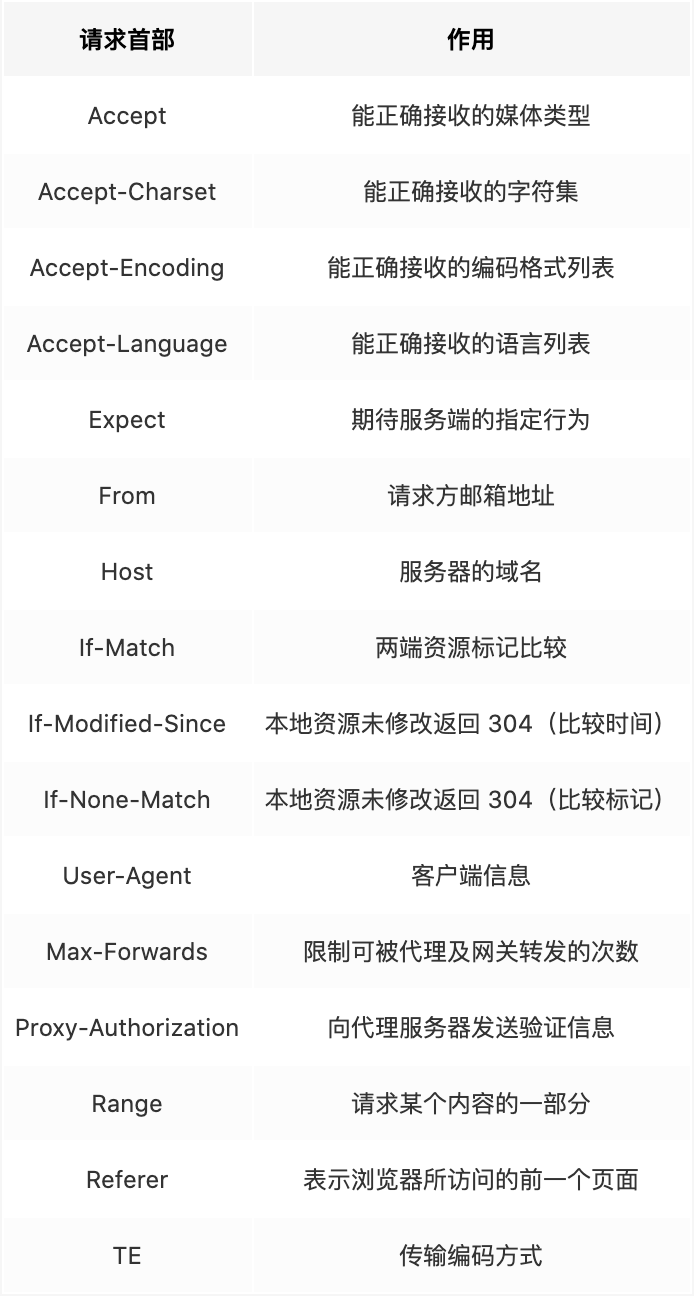 请求首部 作用
Accept 能正确接收的媒体类型
Accept-Charset 能正确接收的字符集
Accept-Encoding 能正确接收的编码格式列表
Accept-Language 能正确接收的语言列表
Expect 期待服务端的指定行为
From 请求方邮箱地址
Host 服务器的域名
If-Match 两端资源标记比较
If-Modified-Since 本地资源未修改返回 304（比较时间）
If-None-Match 本地资源未修改返回 304（比较标记）
User-Agent 客户端信息
Max-Forwards 限制可被代理及网关转发的次数
Proxy-Authorization 向代理服务器发送验证信息
Range 请求某个内容的一部分
Referer 表示浏览器所访问的前一个页面
TE 传输编码方式